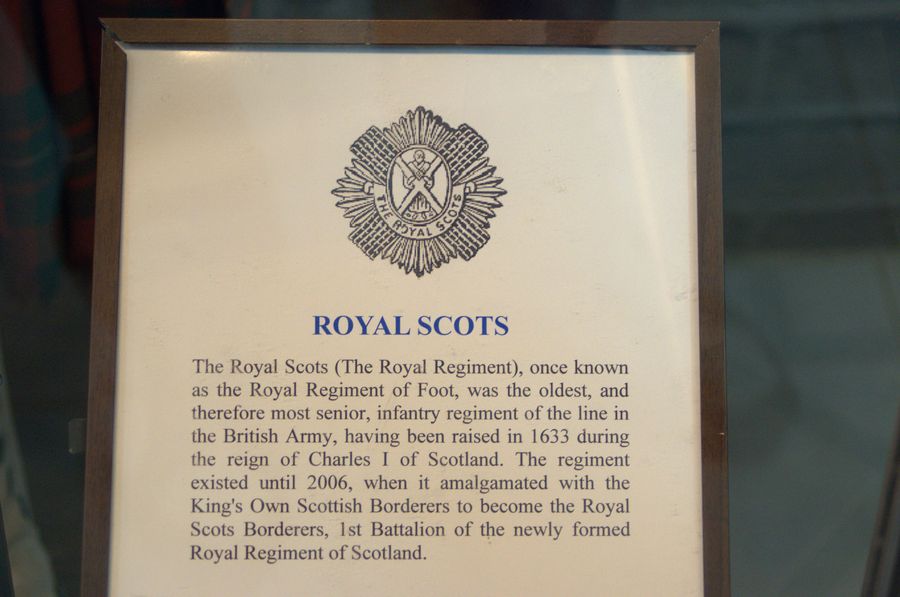 THE ROYAL SCOTS
ROYAL SCOTS
The Royal Scots (The Royal Regiment), once known
as the Royal Regiment of Foot, was the oldest, and
therefore most senior, infantry regiment of the line in
the British Army, having been raised in 1633 during
the reign of Charles I of Scotland. The regiment
existed until 2006, when it amalgamated with the
King's Own Scottish Borderers to become the Royal
Scots Borderers, 1st Battalion of the newly formed
Royal Regiment of Scotland.